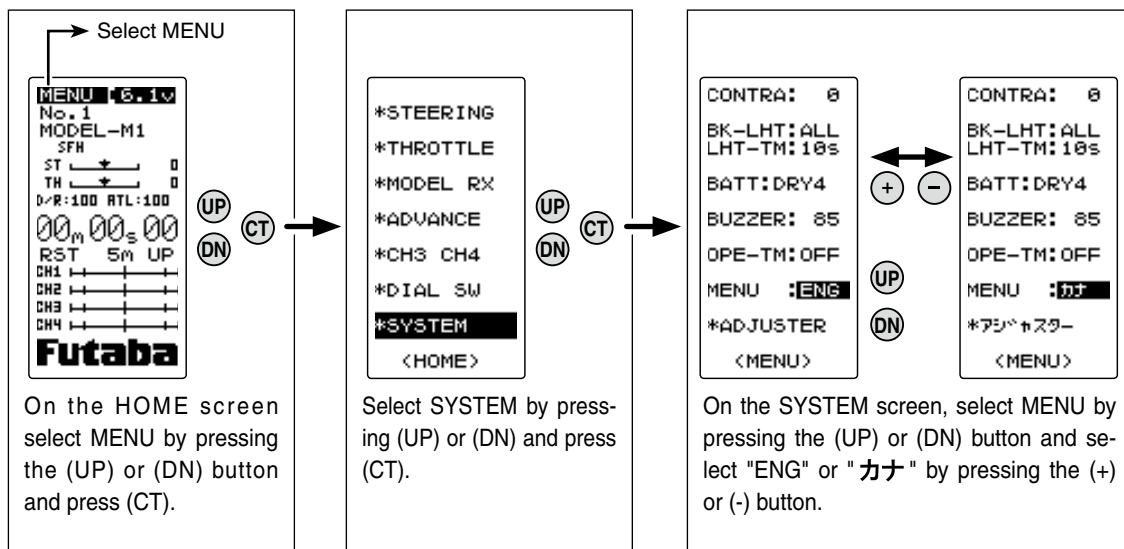 Select MENU
MENU 6.1v
No.1
MODEL-M1
SFH
ST 0
TH 0
D/R:100 ATL:100
00m00s00
RST 5m UP
CH1
CH2
CH3
CH4
Futaba
UP
DN
CT
On the HOME screen
select MENU by pressing
the (UP) or (DN) button
and press (CT).
*STEERING
*THROTTLE
*MODEL RX
*ADVANCE
*CH3 CH4
*DIAL SW
*SYSTEM
<HOME>
UP
DN
CT
Select SYSTEM by press-
ing (UP) or (DN) and press
(CT).
CONTRA: 0
BK-LHT:ALL
LHT-TM:10s
BATT:DRY4
BUZZER: 85
OPE-TM:OFF
MENU :ENG
*ADJUSTER
<MENU>
+
-
UP
DN
CONTRA: 0
BK-LHT:ALL
LHT-TM:10s
BATT:DRY4
BUZZER: 85
OPE-TM:OFF
MENU :カナ
*アジャスター
<MENU>
On the SYSTEM screen, select MENU by
pressing the (UP) or (DN) button and se-
lect "ENG" or "カナ" by pressing the (+)
or (-) button.